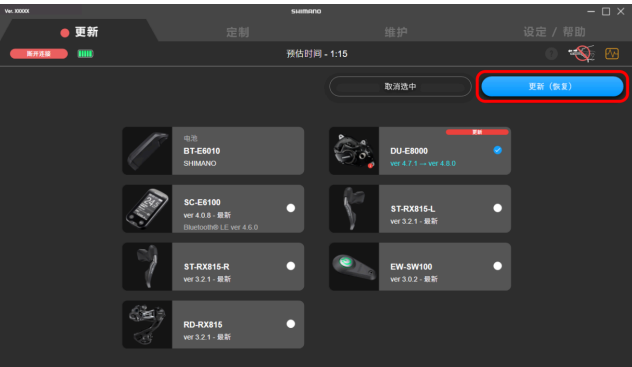 Ver. XXXXX
SHIMANO
更新
定制
维护
设定 / 帮助
断开连接
预估时间 - 1:15
取消选中
更新（恢复）
电池
BT-E6010
SHIMANO
更新
DU-E8000
ver 4.7.1 → ver 4.8.0
SC-E6100
ver 4.0.8 - 最新
Bluetooth® LE ver 4.6.0
ST-RX815-L
ver 3.2.1 - 最新
ST-RX815-R
ver 3.2.1 - 最新
EW-SW100
ver 3.0.2 - 最新
RD-RX815
ver 3.2.1 - 最新